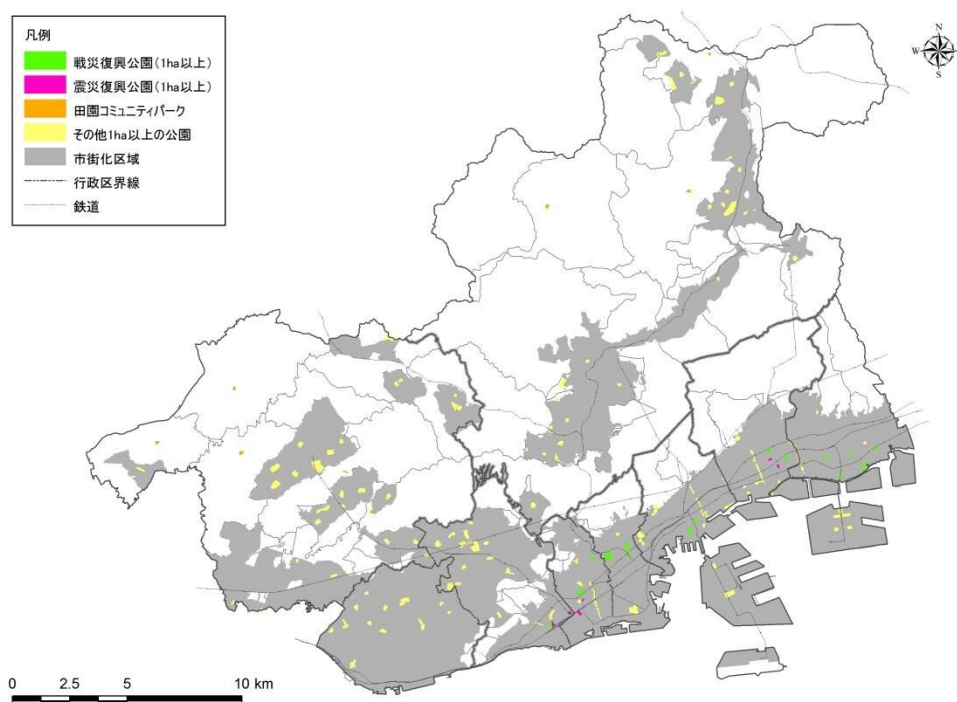 凡例
戦災復興公園(1ha以上)
震災復興公園(1ha以上)
田園コミュニティパーク
その他1ha以上の公園
市街化区域
行政区界線
鉄道
N
W E
S
0 2.5 5 10 km